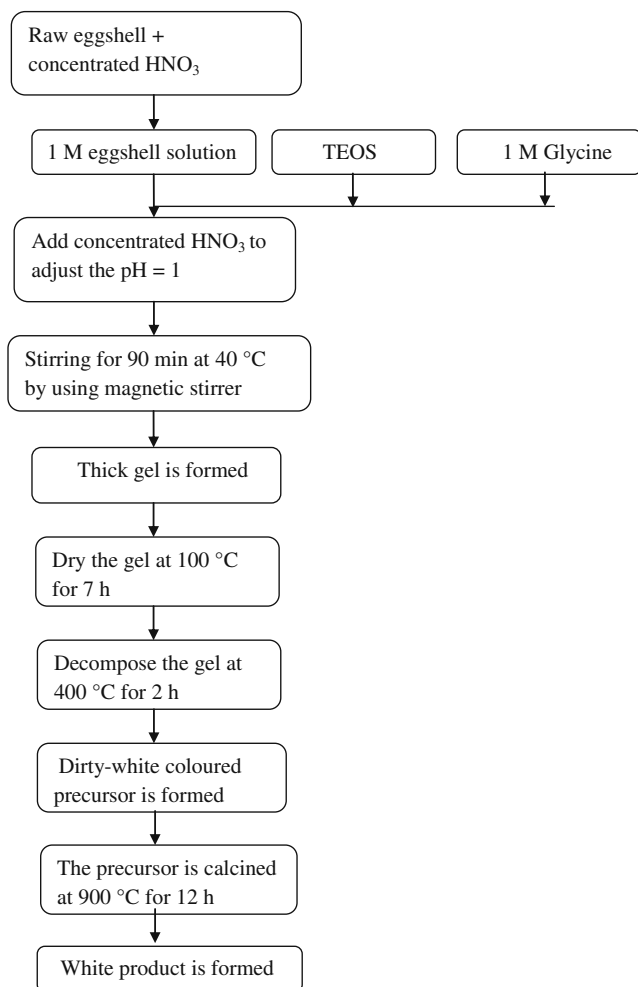 Raw eggshell +
concentrated HNO₃
1 M eggshell solution
TEOS
1 M Glycine
Add concentrated HNO₃ to
adjust the pH = 1
Stirring for 90 min at 40 °C
by using magnetic stirrer
Thick gel is formed
Dry the gel at 100 °C
for 7 h
Decompose the gel at
400 °C for 2 h
Dirty-white coloured
precursor is formed
The precursor is calcined
at 900 °C for 12 h
White product is formed